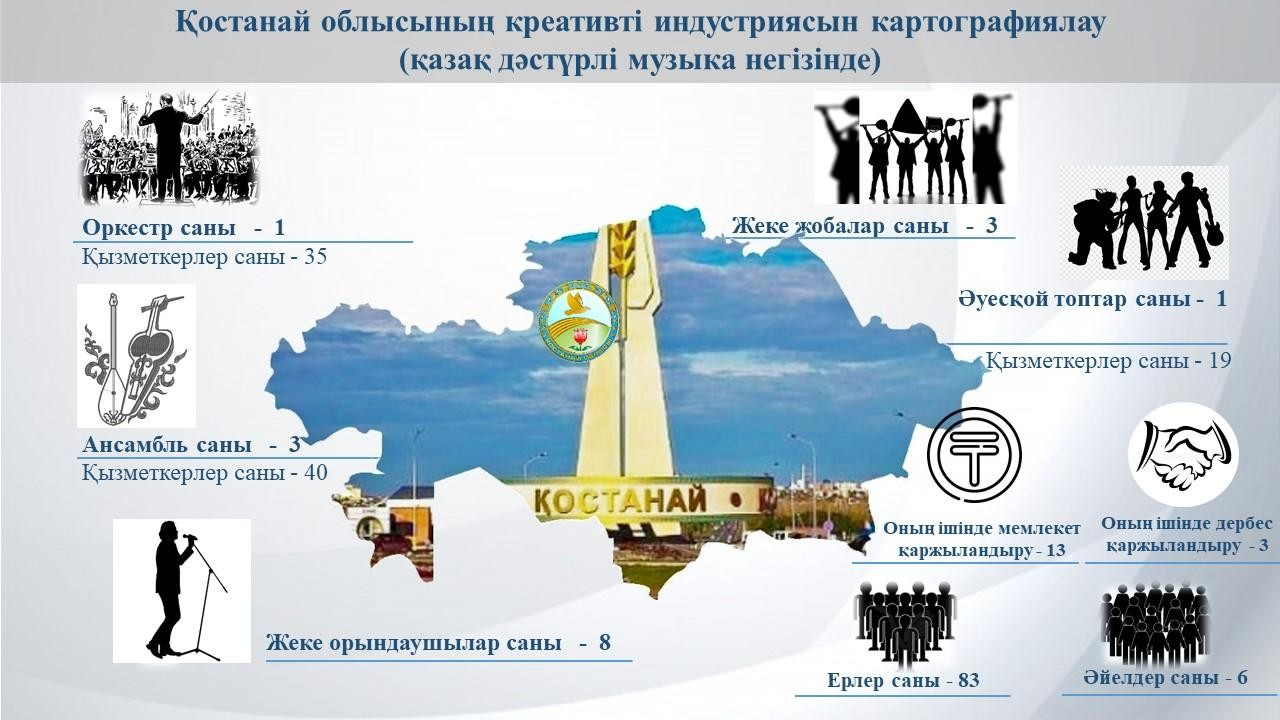 Қостанай облысының креативті индустриясын картографиялау
(қазақ дәстүрлі музыка негізінде)
Оркестр саны - 1
Қызметкерлер саны - 35
Жеке жобалар саны - 3
Әуесқой топтар саны - 1
Қызметкерлер саны - 19
Ансамбль саны - 3
Қызметкерлер саны - 40
ҚОСТАНАЙ
Оның ішінде мемлекет
қаржыландыру - 13
Оның ішінде дербес
қаржыландыру - 3
Жеке орындаушылар саны - 8
Ерлер саны - 83
Әйелдер саны - 6